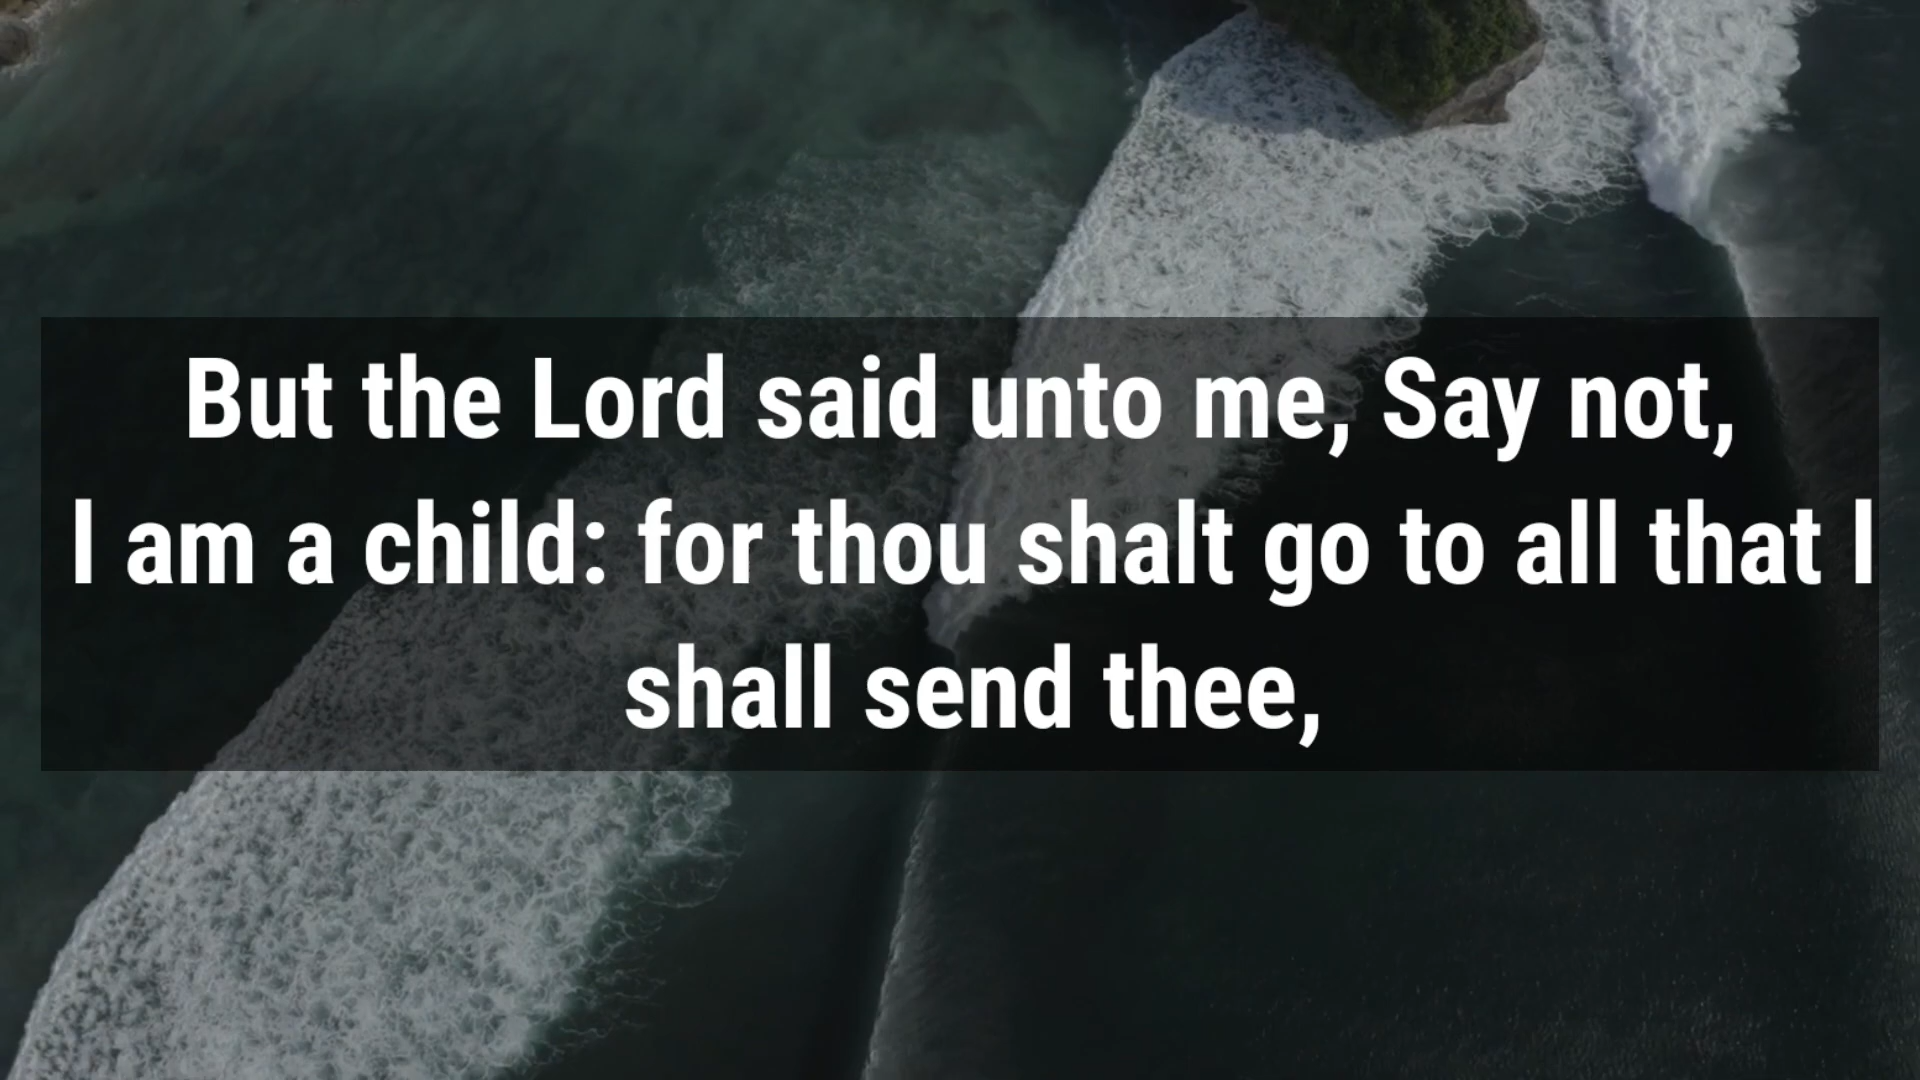 But the Lord said unto me, Say not,
I am a child: for thou shalt go to all that I
shall send thee,